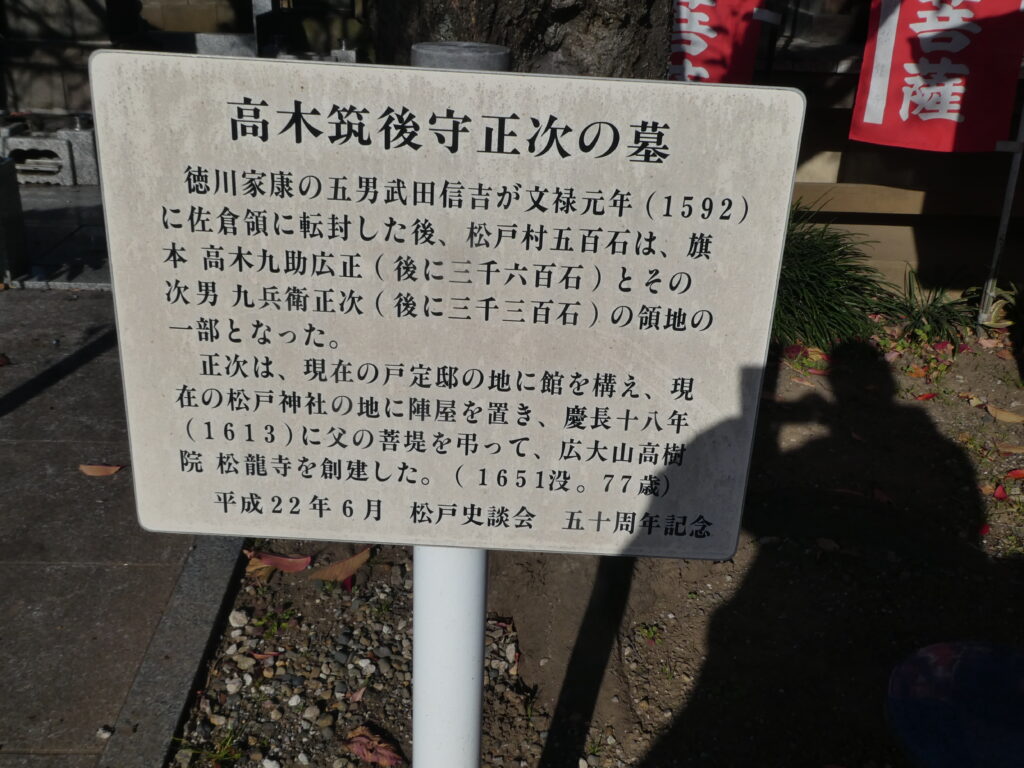 高木筑後守正次の墓
徳川家康の五男武田信吉が文禄元年(1592)
に佐倉領に転封した後、松戸村五百石は、旗
本 高木九助広正(後に三千六百石)とその
次男 九兵衛正次(後に三千三百石)の領地の
一部となった。
正次は、現在の戸定邸の地に館を構え、現
在の松戸神社の地に陣屋を置き、慶長十八年
(1613)に父の菩堤を弔って、広大山高樹
院 松龍寺を創建した。(1651没。77歳)
平成22年6月 松戸史談会 五十周年記念
菩薩